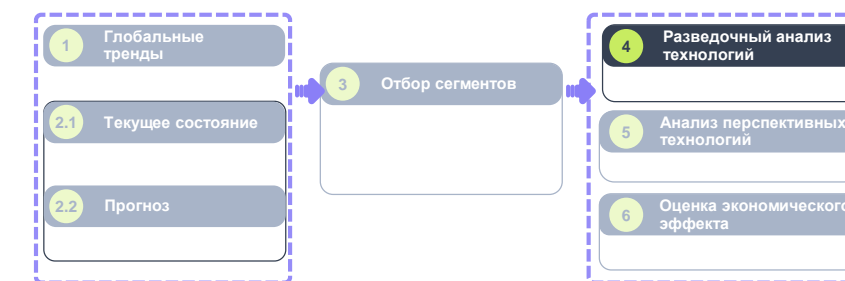 1
Глобальные
тренды
2.1
Текущее состояние
2.2
Прогноз
3
Отбор сегментов
4
Разведочный анализ
технологий
5
Анализ перспективных
технологий
6
Оценка экономического
эффекта